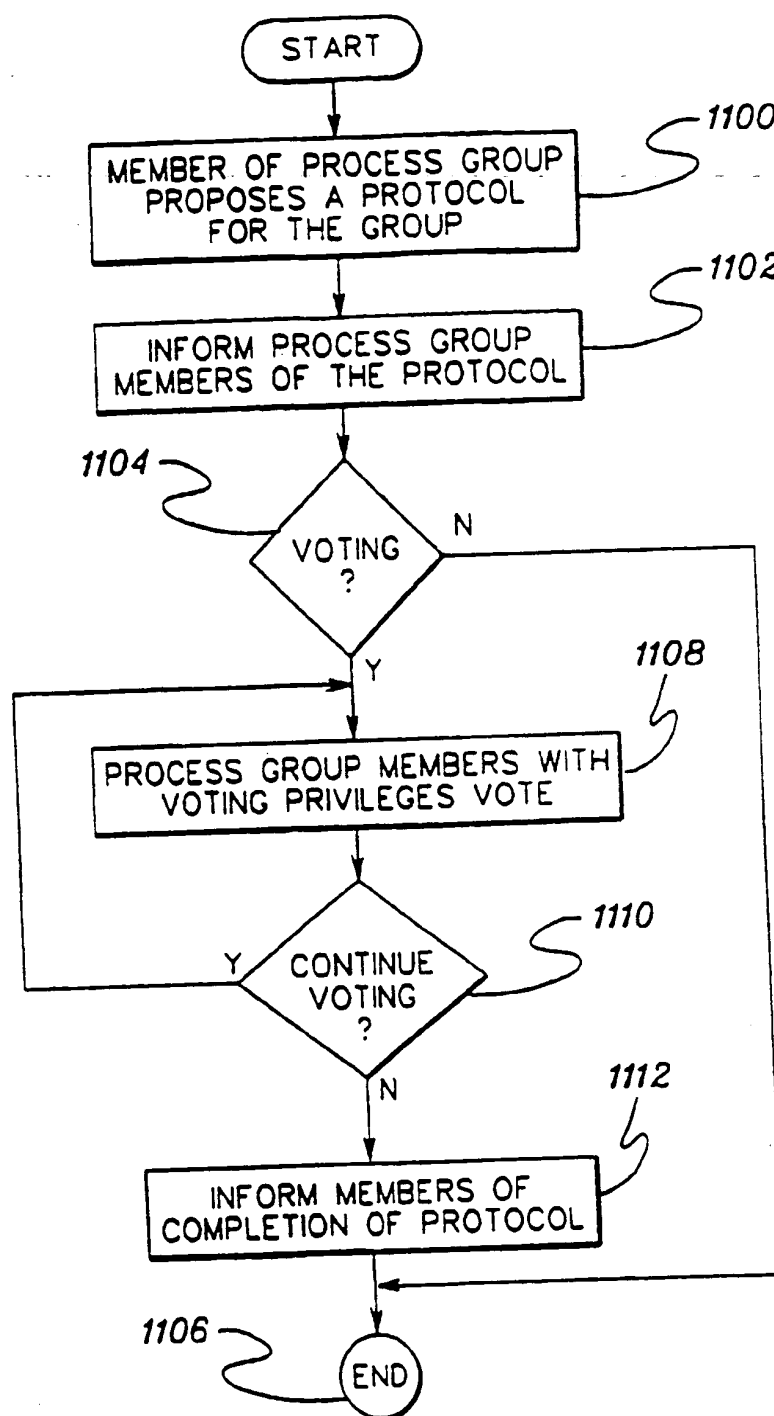 START
MEMBER OF PROCESS GROUP
PROPOSES A PROTOCOL
FOR THE GROUP
1100
INFORM PROCESS GROUP
MEMBERS OF THE PROTOCOL
1102
1104
VOTING
?
N
Y
1108
PROCESS GROUP MEMBERS WITH
VOTING PRIVILEGES VOTE
1110
Y
CONTINUE
VOTING
?
N
1112
INFORM MEMBERS OF
COMPLETION OF PROTOCOL
1106
END